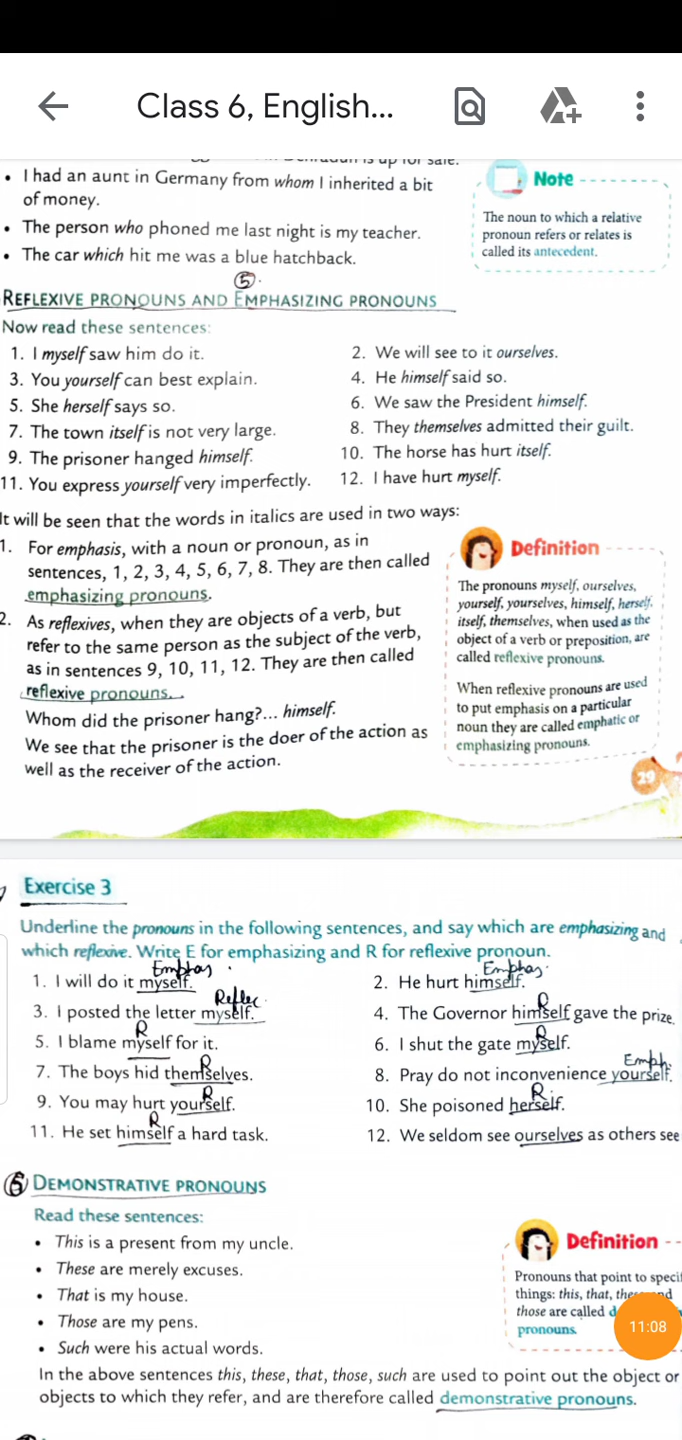 Class 6, English...
is up for sale.
• I had an aunt in Germany from whom I inherited a bit
of money.
• The person who phoned me last night is my teacher.
• The car which hit me was a blue hatchback.
Note
The noun to which a relative
pronoun refers or relates is
called its antecedent.
5
REFLEXIVE PRONOUNS AND EMPHASIZING PRONOUNS
Now read these sentences:
1. I myself saw him do it.
2. We will see to it ourselves.
3. You yourself can best explain.
4. He himself said so.
5. She herself says so.
6. We saw the President himself.
7. The town itself is not very large.
8. They themselves admitted their guilt.
9. The prisoner hanged himself.
10. The horse has hurt itself.
11. You express yourself very imperfectly.
12. I have hurt myself.
It will be seen that the words in italics are used in two ways:
1. For emphasis, with a noun or pronoun, as in
sentences, 1, 2, 3, 4, 5, 6, 7, 8. They are then called
emphasizing pronouns.
2. As reflexives, when they are objects of a verb, but
refer to the same person as the subject of the verb,
as in sentences 9, 10, 11, 12. They are then called
reflexive pronouns.
Whom did the prisoner hang?... himself.
We see that the prisoner is the doer of the action as
well as the receiver of the action.
Definition
The pronouns myself, ourselves,
yourself, yourselves, himself, herself,
itself, themselves, when used as the
object of a verb or preposition, are
called reflexive pronouns.
When reflexive pronouns are used
to put emphasis on a particular
noun they are called emphatic or
emphasizing pronouns.
29
Exercise 3
Underline the pronouns in the following sentences, and say which are emphasizing and
which reflexive. Write E for emphasizing and R for reflexive pronoun.
Emphas
1. I will do it myself.
Emphas
2. He hurt himself.
Reflec
3. I posted the letter myself.
R
4. The Governor himself gave the prize.
R
5. I blame myself for it.
R
6. I shut the gate myself.
R
7. The boys hid themselves.
Emph
8. Pray do not inconvenience yourself.
R
9. You may hurt yourself.
R
10. She poisoned herself.
R
11. He set himself a hard task.
12. We seldom see ourselves as others see
6 DEMONSTRATIVE PRONOUNS
Read these sentences:
• This is a present from my uncle.
• These are merely excuses.
• That is my house.
• Those are my pens.
• Such were his actual words.
Definition
Pronouns that point to specif
things: this, that, these and
those are called d
pronouns.
11:08
In the above sentences this, these, that, those, such are used to point out the object or
objects to which they refer, and are therefore called demonstrative pronouns.